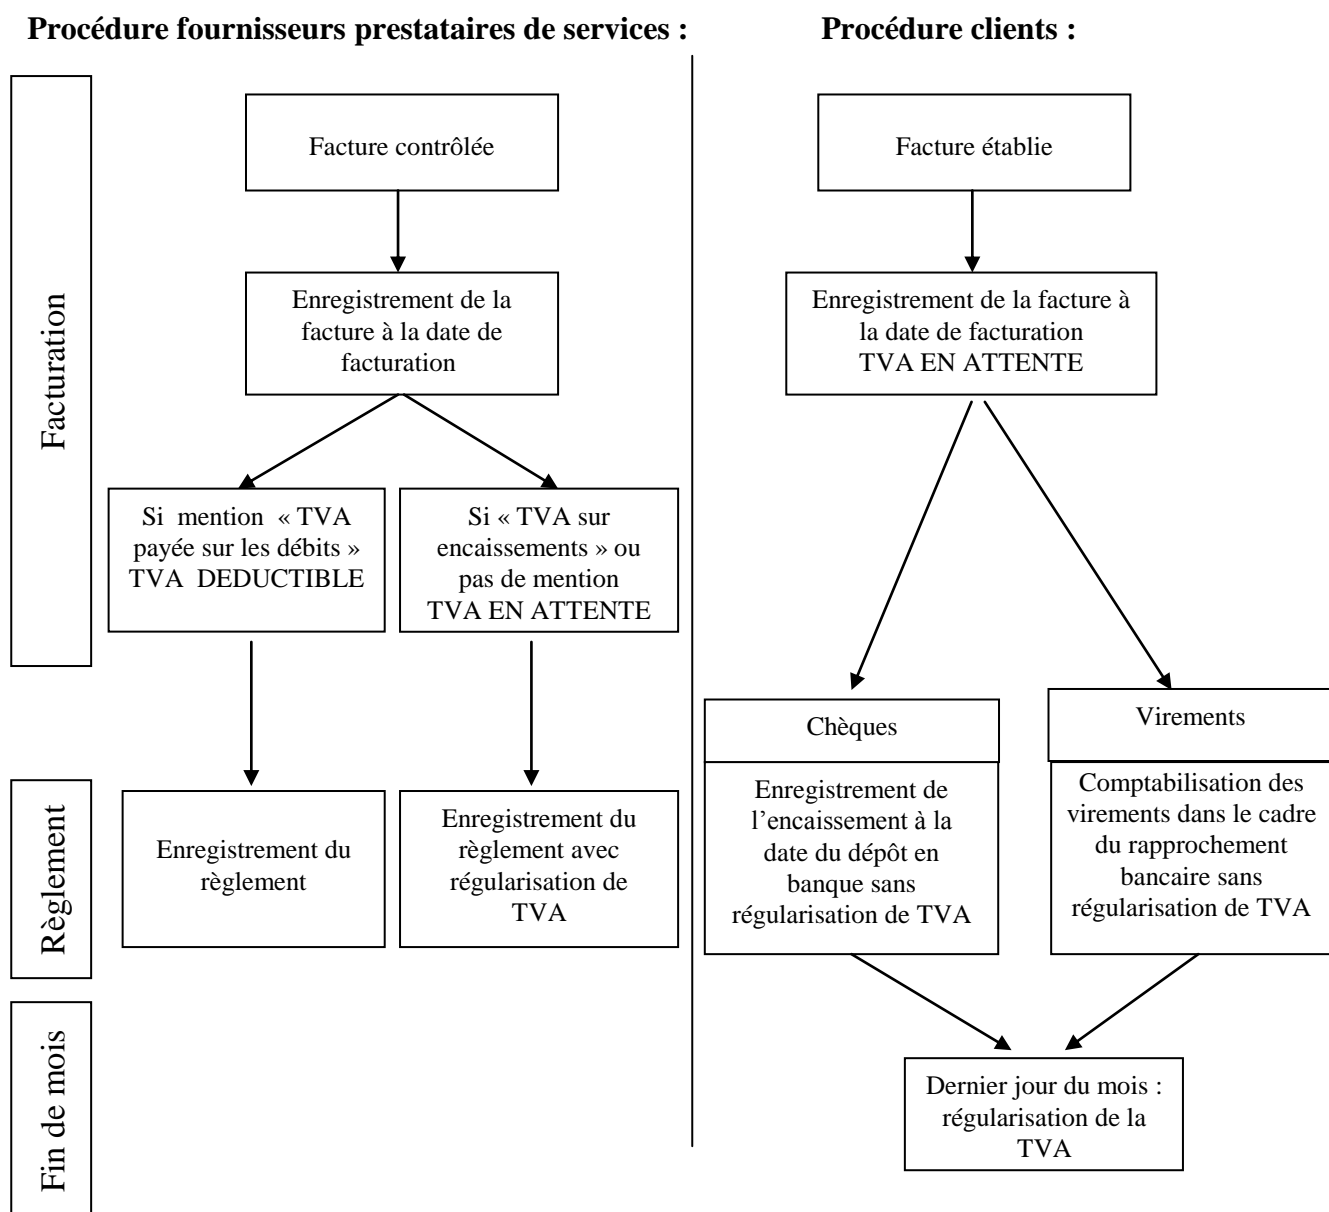 Procédure fournisseurs prestataires de services :
Procédure clients :
Facturation
Facture contrôlée
Enregistrement de la
facture à la date de
facturation
Si mention « TVA
payée sur les débits »
TVA DEDUCTIBLE
Si « TVA sur
encaissements » ou
pas de mention
TVA EN ATTENTE
Règlement
Enregistrement du
règlement
Enregistrement du
règlement avec
régularisation de
TVA
Fin de mois
Facture établie
Enregistrement de la facture à
la date de facturation
TVA EN ATTENTE
Chèques
Enregistrement de
l’encaissement à la
date du dépôt en
banque sans
régularisation de TVA
Virements
Comptabilisation des
virements dans le cadre
du rapprochement
bancaire sans
régularisation de TVA
Dernier jour du mois :
régularisation de la
TVA